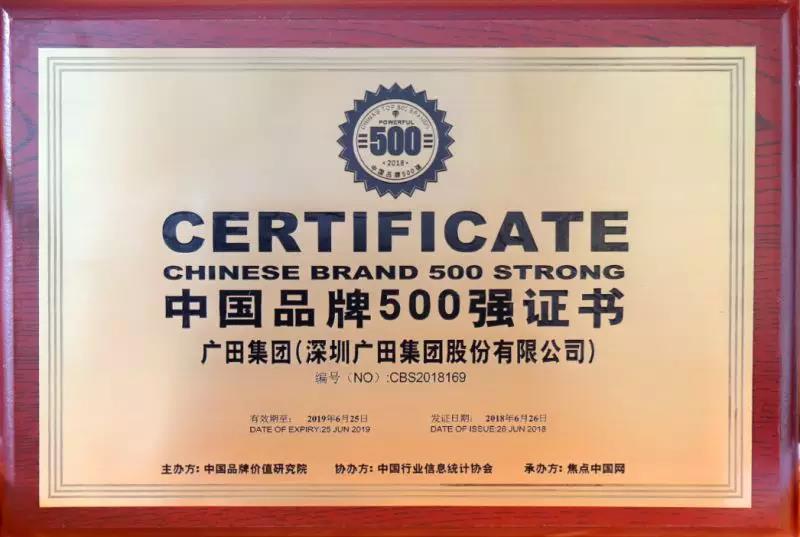 CHINA'S TOP 500 BRANDS
POWERFUL
500
·2018·
中国品牌500强
CERTIFICATE
CHINESE BRAND 500 STRONG
中国品牌500强证书
广田集团(深圳广田集团股份有限公司)
编号（NO）:CBS2018169
有效期至： 2019年6月25日 发证日期： 2018年6月26日
DATE OF EXPIRY:25 JUN 2019 DATE OF ISSUE:26 JUN 2018
主办方: 中国品牌价值研究院 协办方: 中国行业信息统计协会 承办方: 焦点中国网